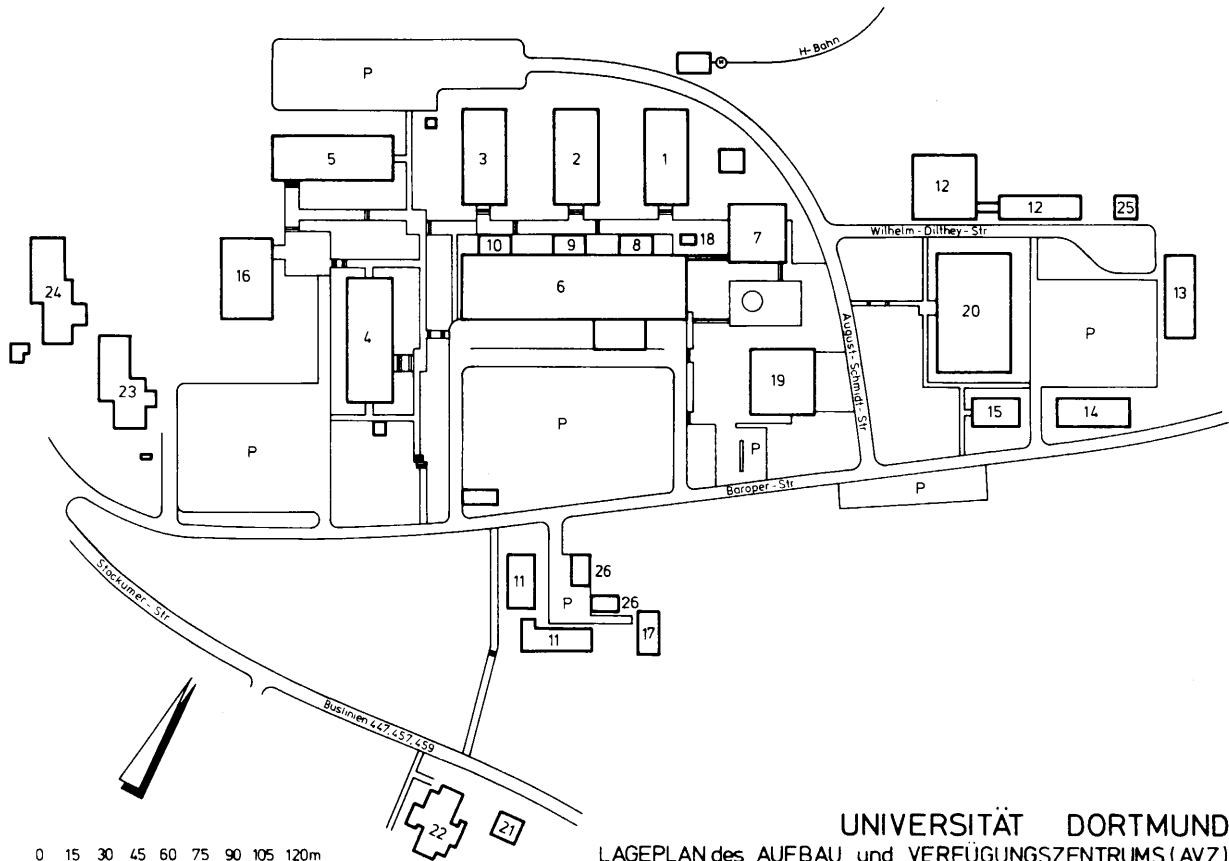 H-Bahn
H
P
5
3
2
1
12
12
25
Wilhelm-Dilthey-Str
10
9
8
18
7
16
24
6
20
13
4
August-Schmidt-Str
P
23
19
15
14
P
P
P
Baroper-Str
P
Stockumer-Str
11
26
P
26
11
17
Buslinien 447,457,459
22
21
UNIVERSITÄT DORTMUND
0 15 30 45 60 75 90 105 120m
LAGEPLAN des AUFBAU und VERFÜGUNGSZENTRUMS (AVZ)